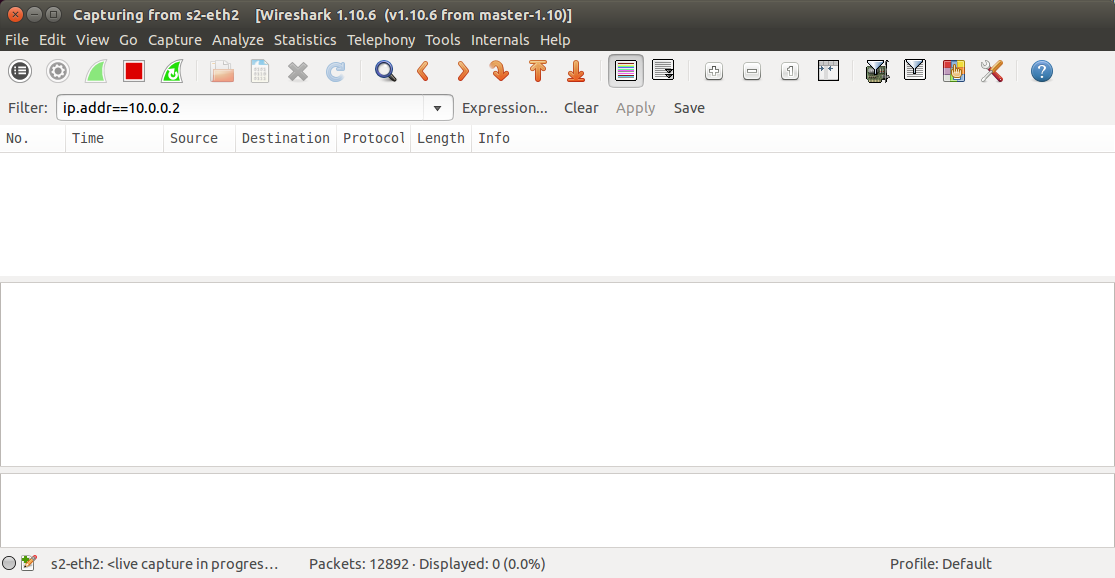 Capturing from s2-eth2 [Wireshark 1.10.6 (v1.10.6 from master-1.10)]
File Edit View Go Capture Analyze Statistics Telephony Tools Internals Help
Filter: ip.addr==10.0.0.2 Expression... Clear Apply Save
No. Time Source Destination Protocol Length Info
s2-eth2: <live capture in progres... Packets: 12892 · Displayed: 0 (0.0%) Profile: Default